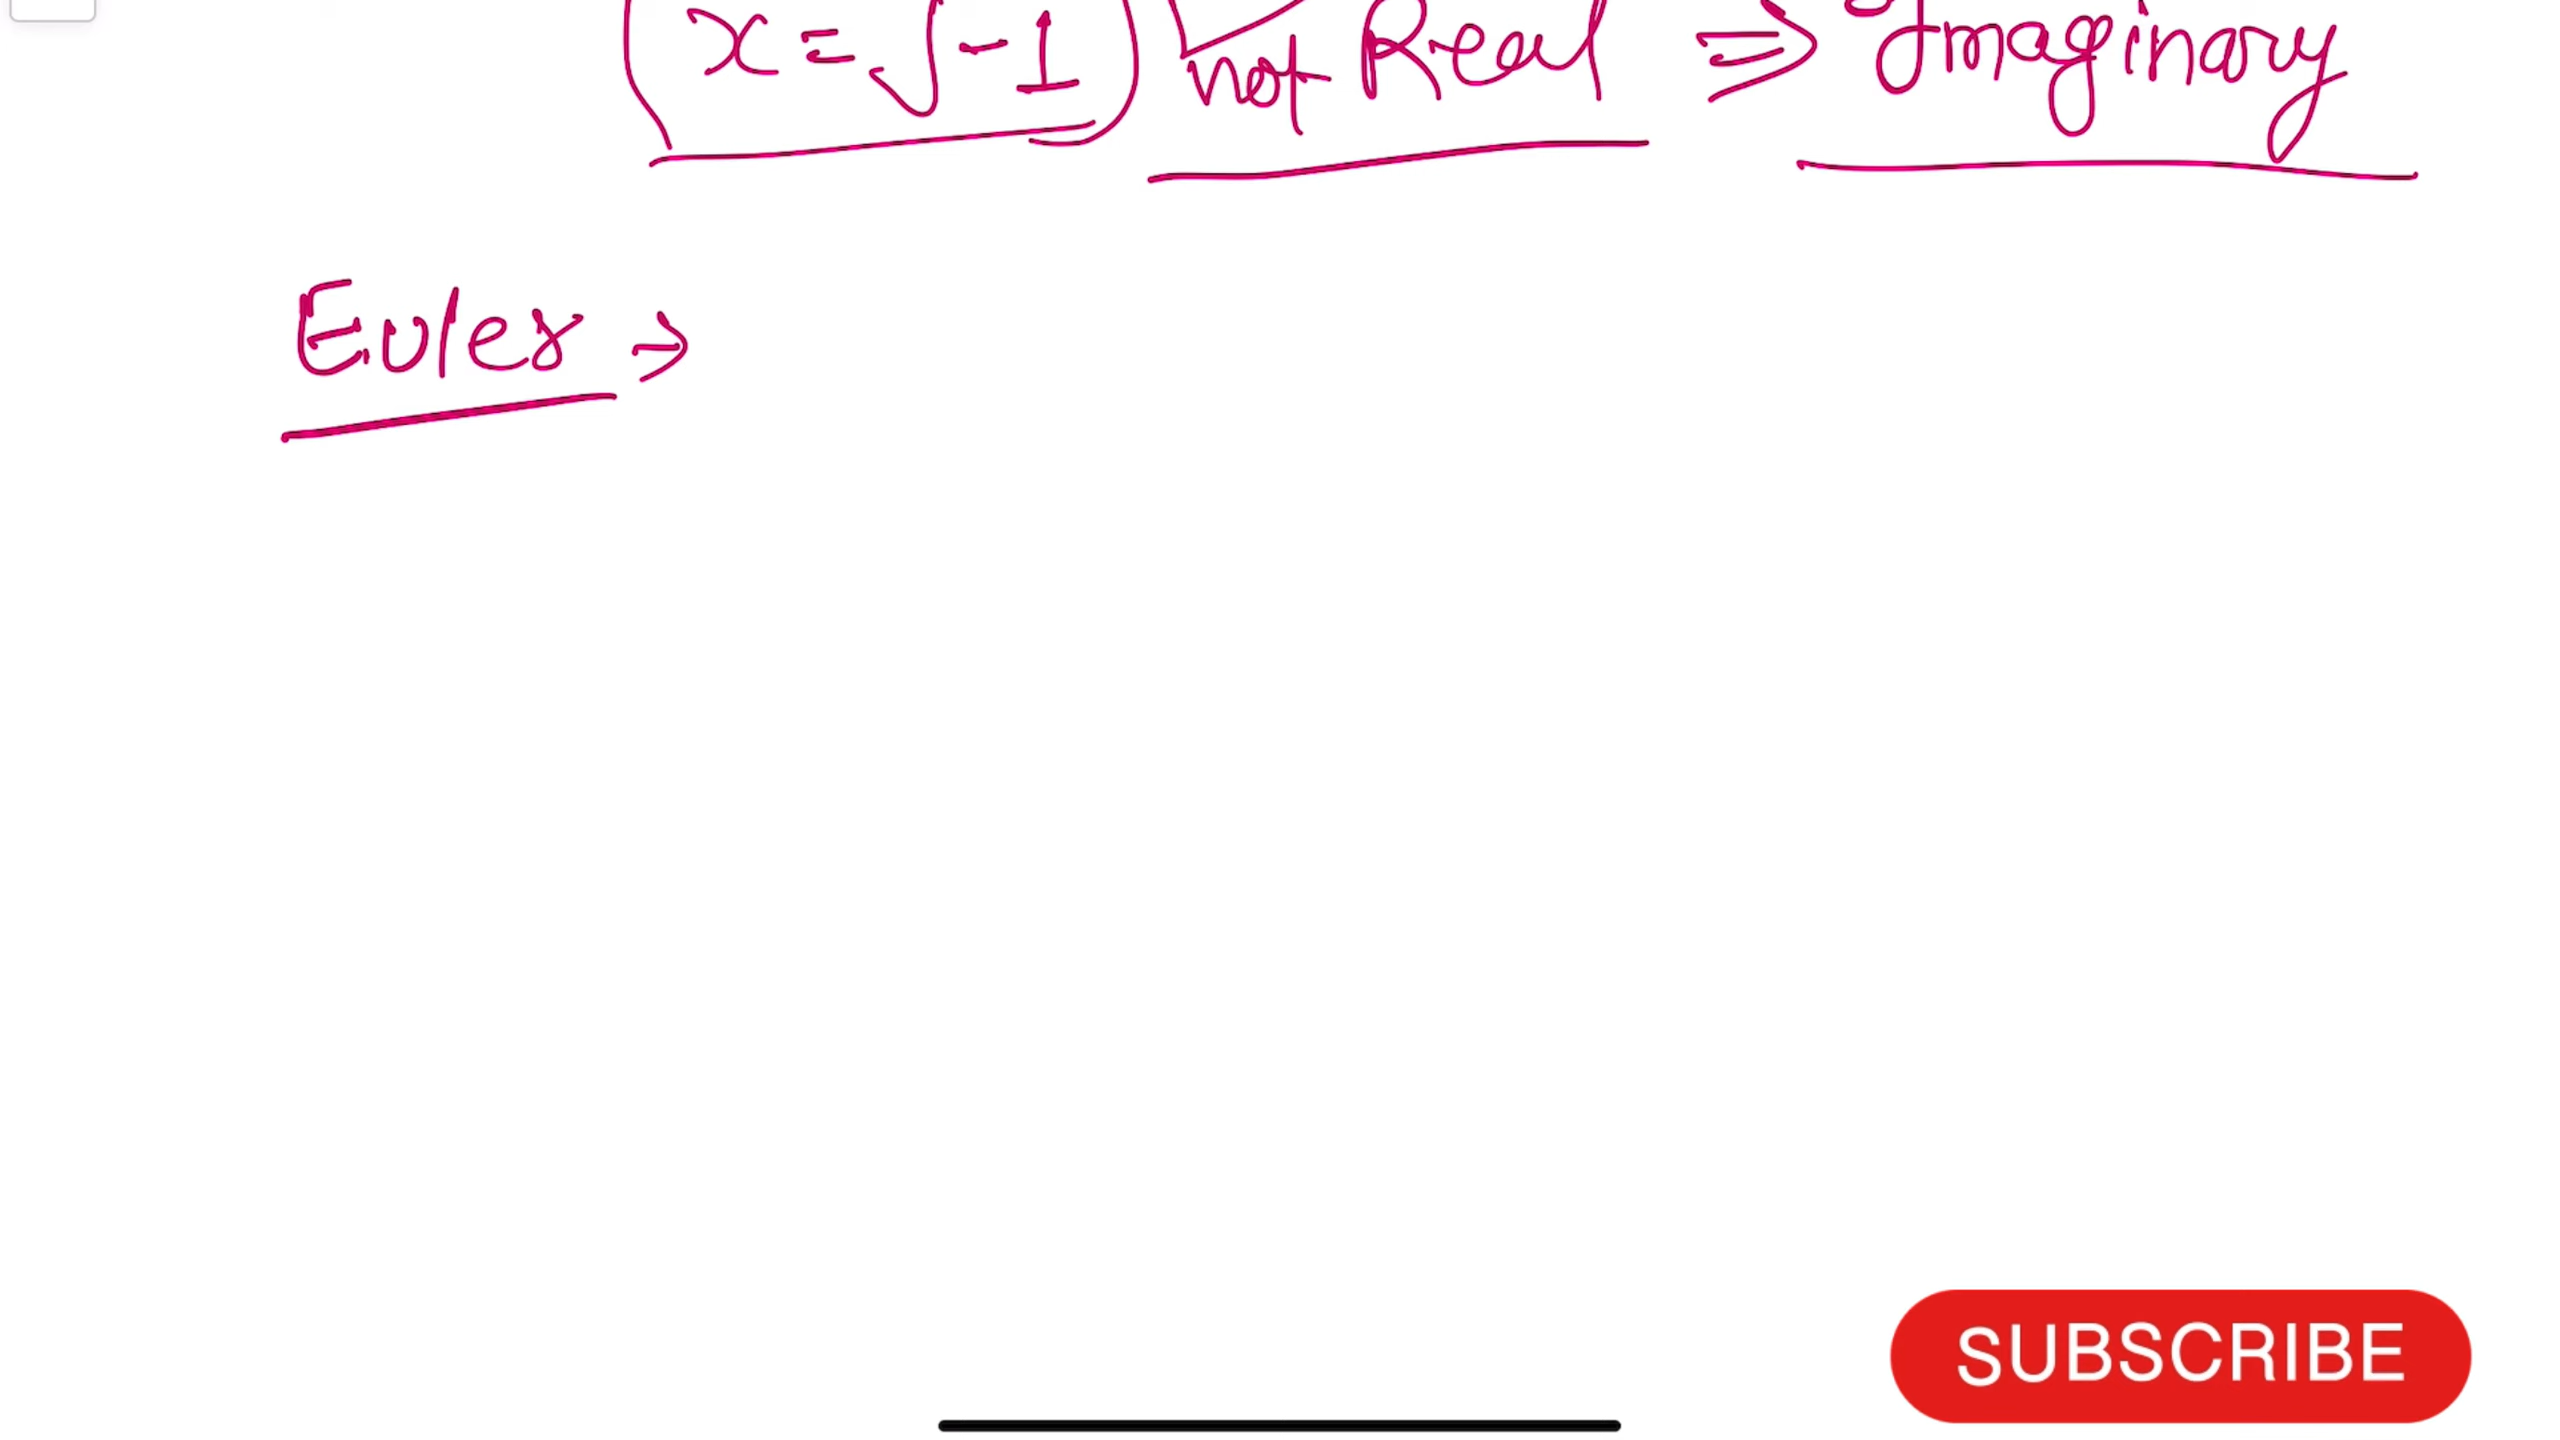 x = √-1 not Real ⇒ Imaginary
Euler →
SUBSCRIBE